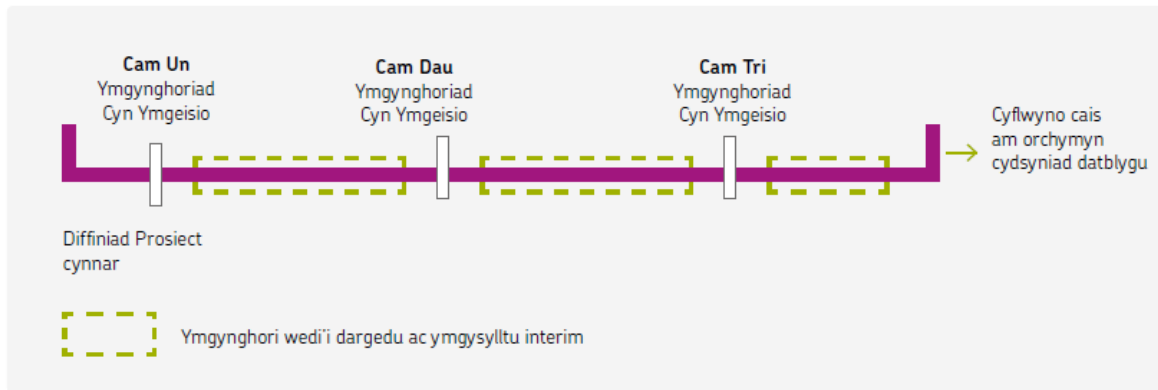 Cam Un
Ymgynghoriad
Cyn Ymgeisio
Cam Dau
Ymgynghoriad
Cyn Ymgeisio
Cam Tri
Ymgynghoriad
Cyn Ymgeisio
Cyflwyno cais
am orchymyn
cydsyniad datblygu
Diffiniad Prosiect
cynnar
Ymgynghori wedi'i dargedu ac ymgysylltu interim